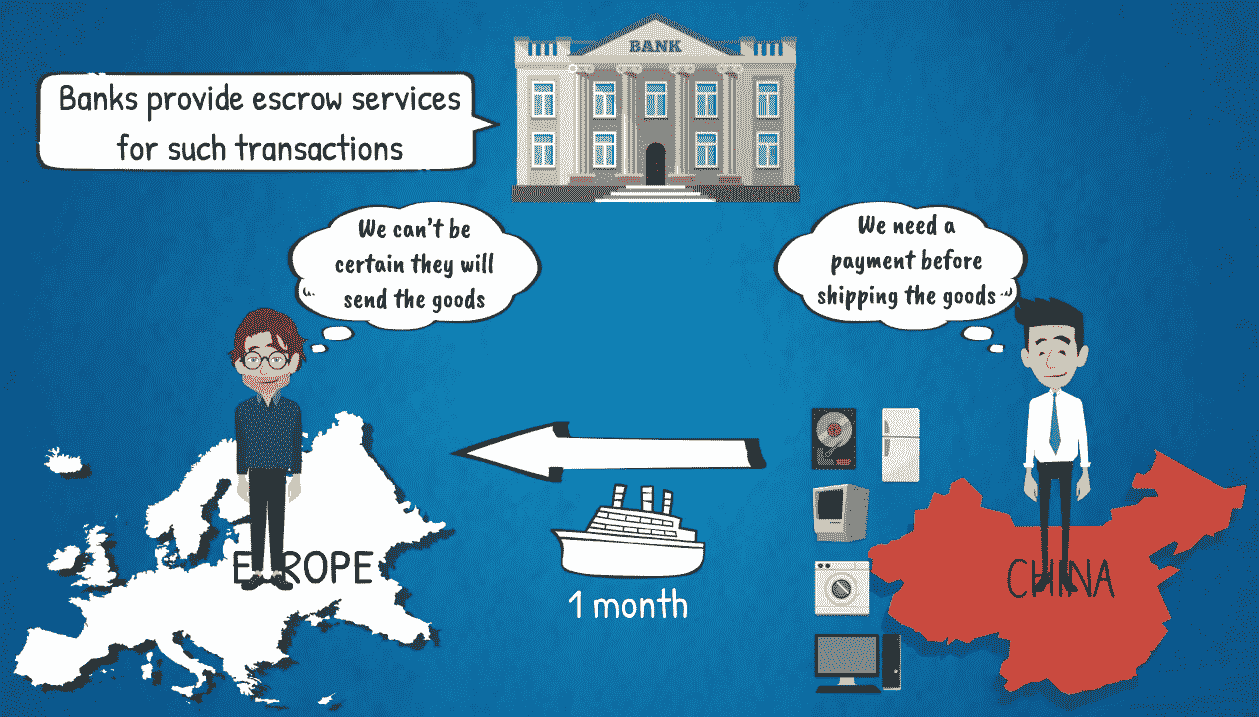 BANK
Banks provide escrow services
for such transactions
We can't be
certain they will
send the goods
We need a
payment before
shipping the goods
EUROPE
1 month
CHINA